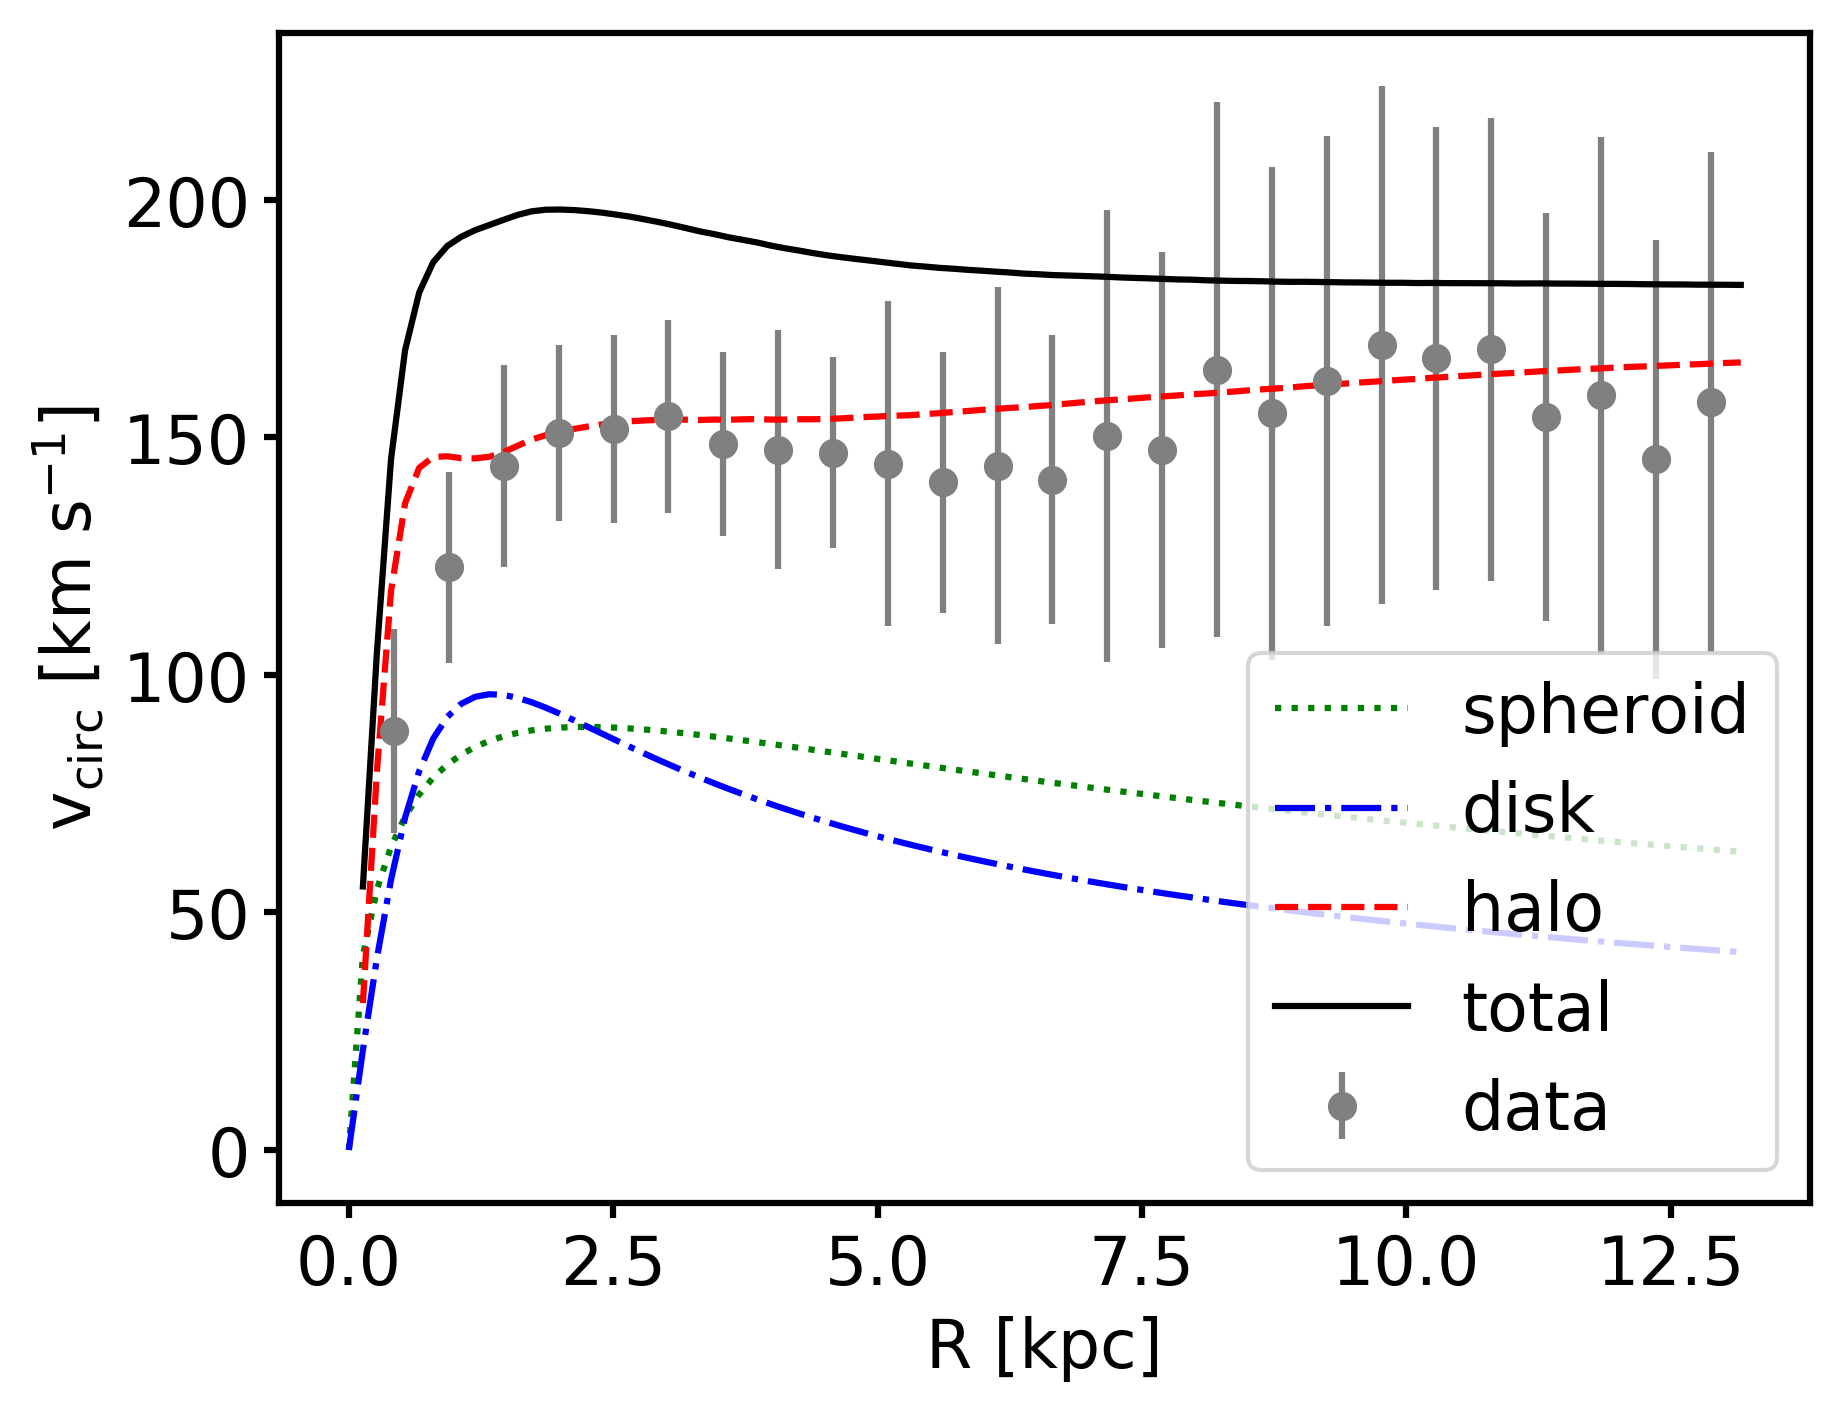 200
150
100
50
0
v_circ [km s⁻¹]
spheroid
disk
halo
total
data
0.0 2.5 5.0 7.5 10.0 12.5
R [kpc]